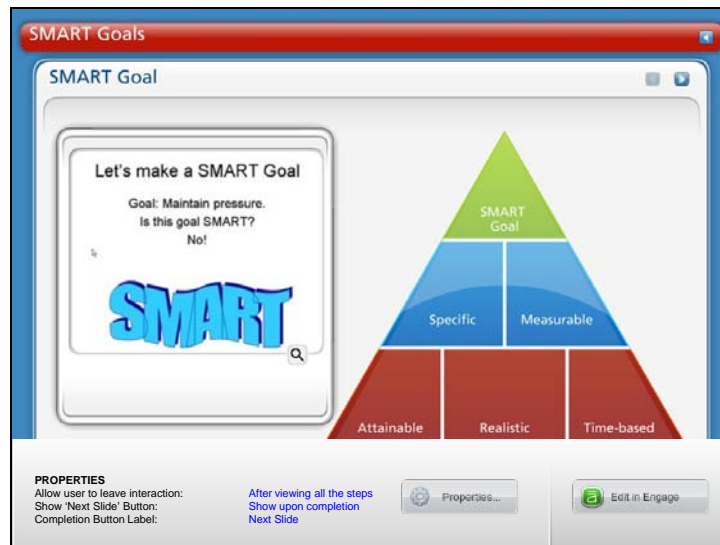 SMART Goals
SMART Goal
Let's make a SMART Goal
Goal: Maintain pressure.
Is this goal SMART?
No!
SMART
SMART
Goal
Specific
Measurable
Attainable
Realistic
Time-based
PROPERTIES
Allow user to leave interaction: After viewing all the steps
Show 'Next Slide' Button: Show upon completion
Completion Button Label: Next Slide
Properties...
Edit in Engage